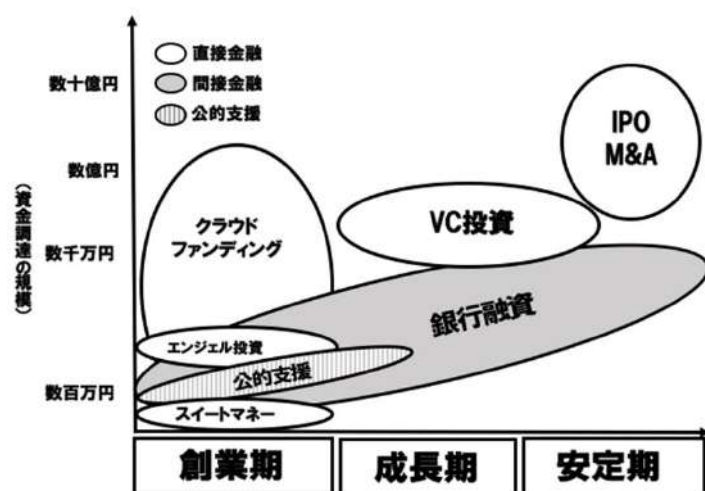 直接金融
間接金融
公的支援
数十億円
数億円
数千万円
数百万円
（資金調達の規模）
IPO
M&A
クラウド
ファンディング
VC投資
銀行融資
エンジェル投資
公的支援
スイートマネー
創業期
成長期
安定期